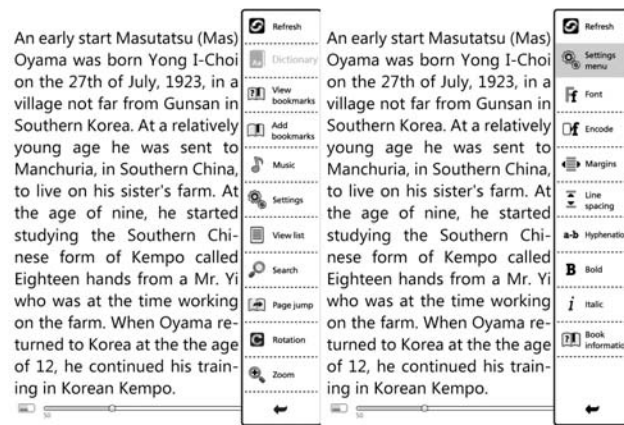 An early start Masutatsu (Mas)
Oyama was born Yong I-Choi
on the 27th of July, 1923, in a
village not far from Gunsan in
Southern Korea. At a relatively
young age he was sent to
Manchuria, in Southern China,
to live on his sister's farm. At
the age of nine, he started
studying the Southern Chi-
nese form of Kempo called
Eighteen hands from a Mr. Yi
who was at the time working
on the farm. When Oyama re-
turned to Korea at the the age
of 12, he continued his train-
ing in Korean Kempo.
50
Refresh
Dictionary
View
bookmarks
Add
bookmarks
Music
Settings
View list
Search
Page jump
Rotation
Zoom
An early start Masutatsu (Mas)
Oyama was born Yong I-Choi
on the 27th of July, 1923, in a
village not far from Gunsan in
Southern Korea. At a relatively
young age he was sent to
Manchuria, in Southern China,
to live on his sister's farm. At
the age of nine, he started
studying the Southern Chi-
nese form of Kempo called
Eighteen hands from a Mr. Yi
who was at the time working
on the farm. When Oyama re-
turned to Korea at the the age
of 12, he continued his train-
ing in Korean Kempo.
50
Refresh
Settings
menu
Font
Encode
Margins
Line
spacing
a-b Hyphenatio
B Bold
i Italic
Book
informatio